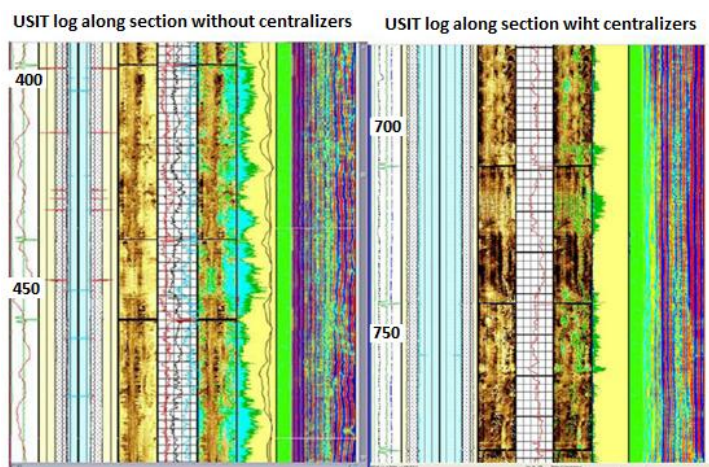 USIT log along section without centralizers
USIT log along section wiht centralizers
400
450
700
750